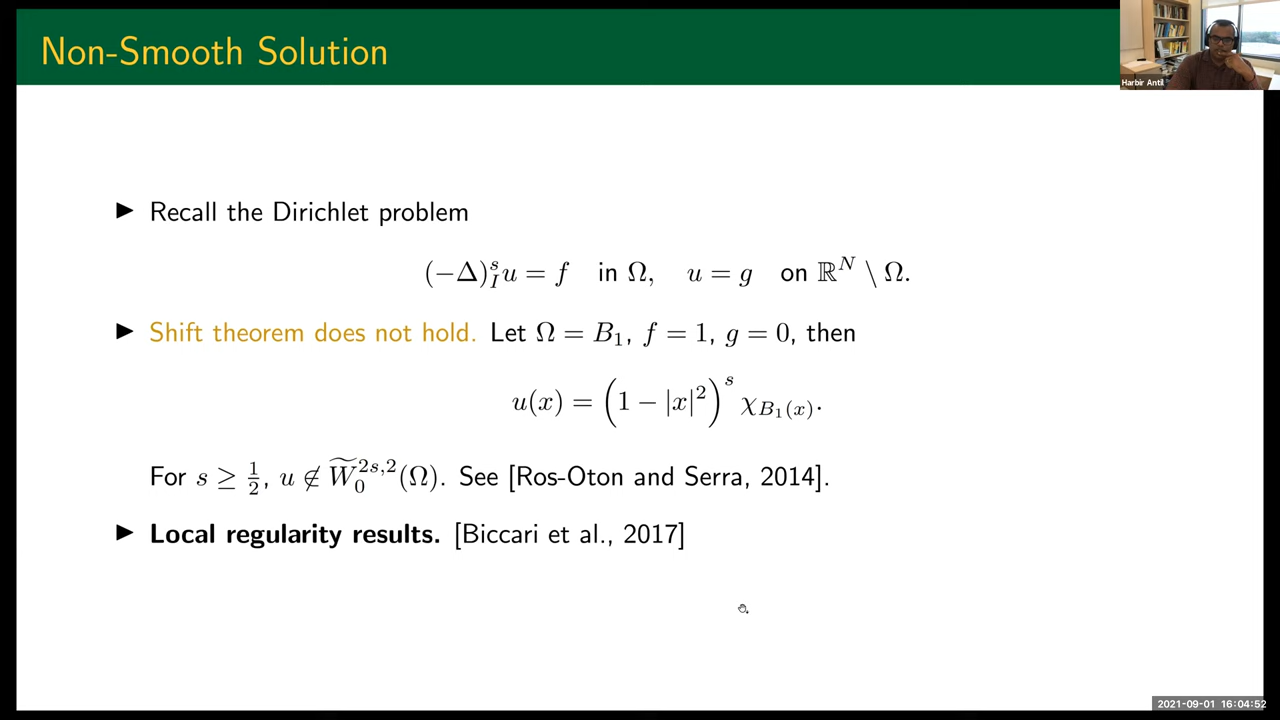 Non-Smooth Solution
Harbir Antil
▶ Recall the Dirichlet problem
(−Δ)_I^s u = f in Ω, u = g on ℝ^N \ Ω.
▶ Shift theorem does not hold. Let Ω = B_1, f = 1, g = 0, then
u(x) = (1 − |x|^2)^s χ_{B_1(x)}.
For s ≥ 1/2, u ∉ W̃_0^{2s,2}(Ω). See [Ros-Oton and Serra, 2014].
▶ Local regularity results. [Biccari et al., 2017]
2021-09-01 16:04:52